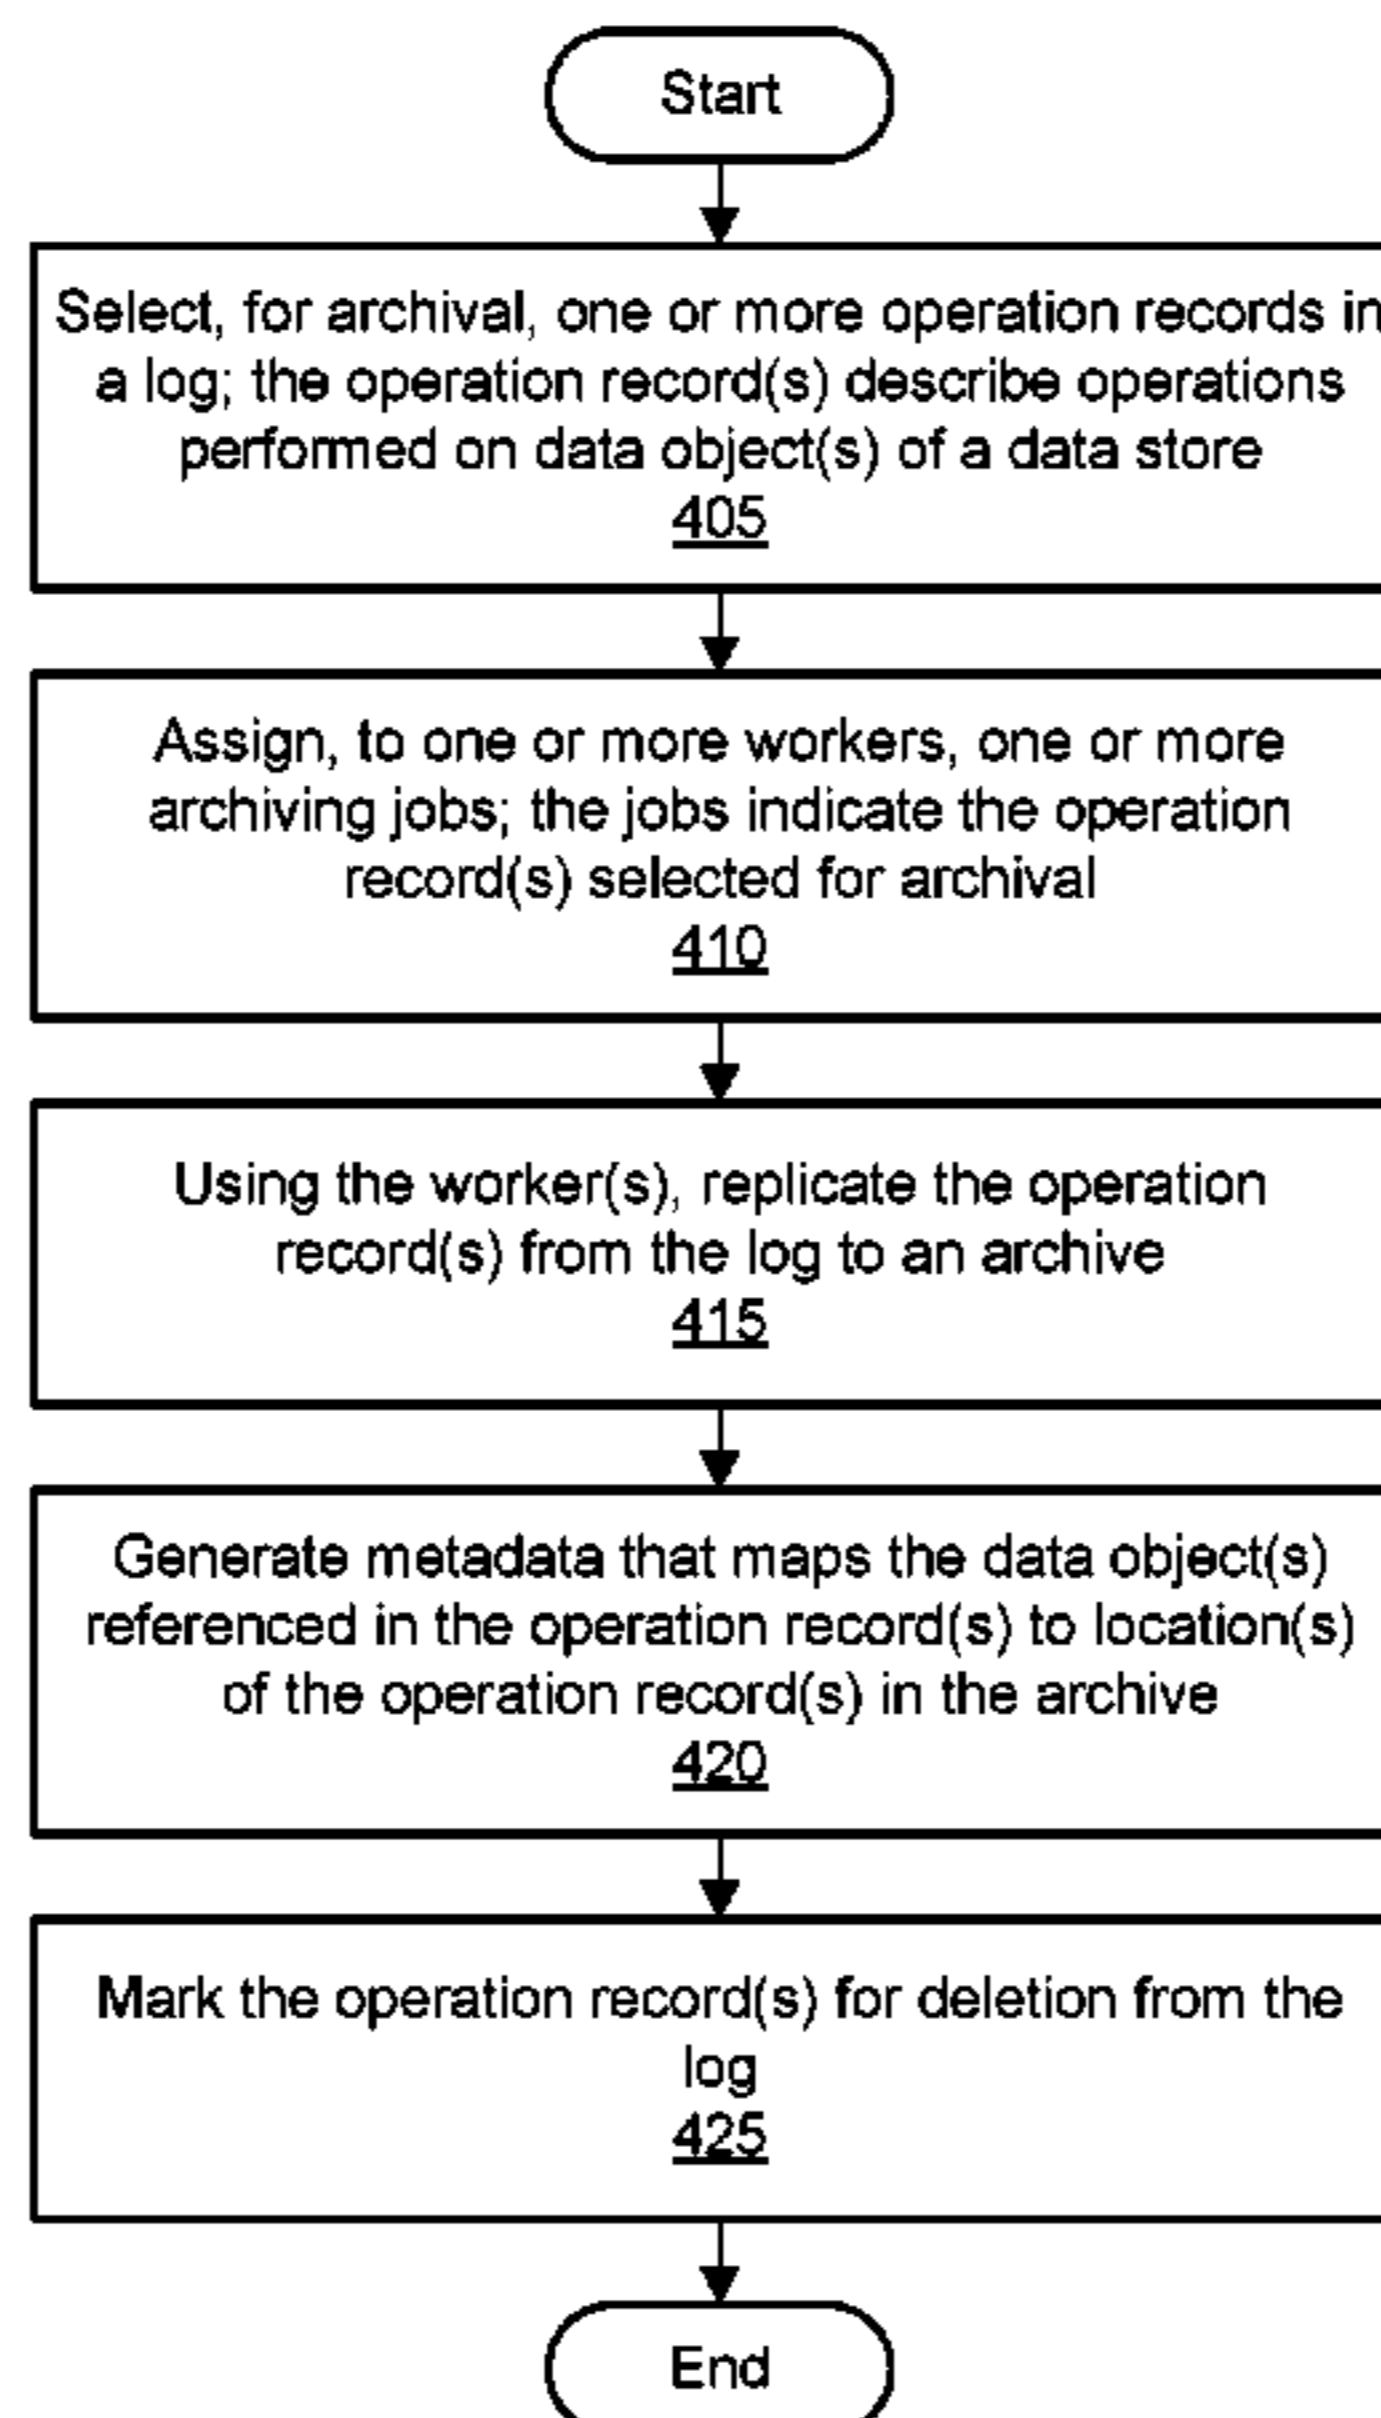 Start
Select, for archival, one or more operation records in
a log; the operation record(s) describe operations
performed on data object(s) of a data store
405
Assign, to one or more workers, one or more
archiving jobs; the jobs indicate the operation
record(s) selected for archival
410
Using the worker(s), replicate the operation
record(s) from the log to an archive
415
Generate metadata that maps the data object(s)
referenced in the operation record(s) to location(s)
of the operation record(s) in the archive
420
Mark the operation record(s) for deletion from the
log
425
End